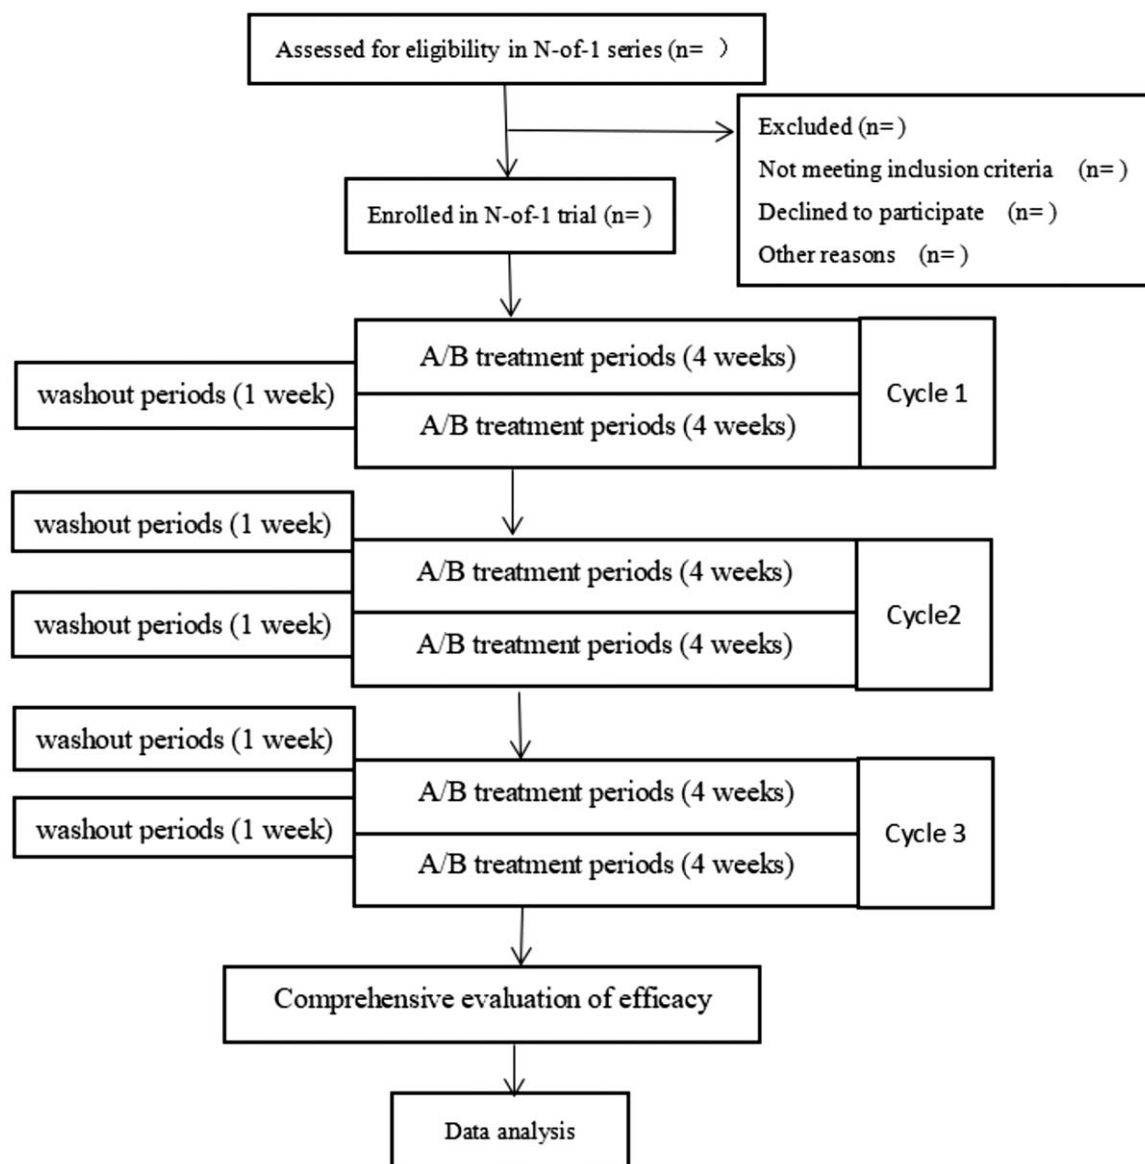 Assessed for eligibility in N-of-1 series (n= )
Excluded (n= )
Not meeting inclusion criteria (n= )
Declined to participate (n= )
Other reasons (n= )
Enrolled in N-of-1 trial (n= )
A/B treatment periods (4 weeks)
washout periods (1 week)
Cycle 1
A/B treatment periods (4 weeks)
washout periods (1 week)
A/B treatment periods (4 weeks)
washout periods (1 week)
Cycle2
A/B treatment periods (4 weeks)
washout periods (1 week)
A/B treatment periods (4 weeks)
washout periods (1 week)
Cycle 3
A/B treatment periods (4 weeks)
Comprehensive evaluation of efficacy
Data analysis